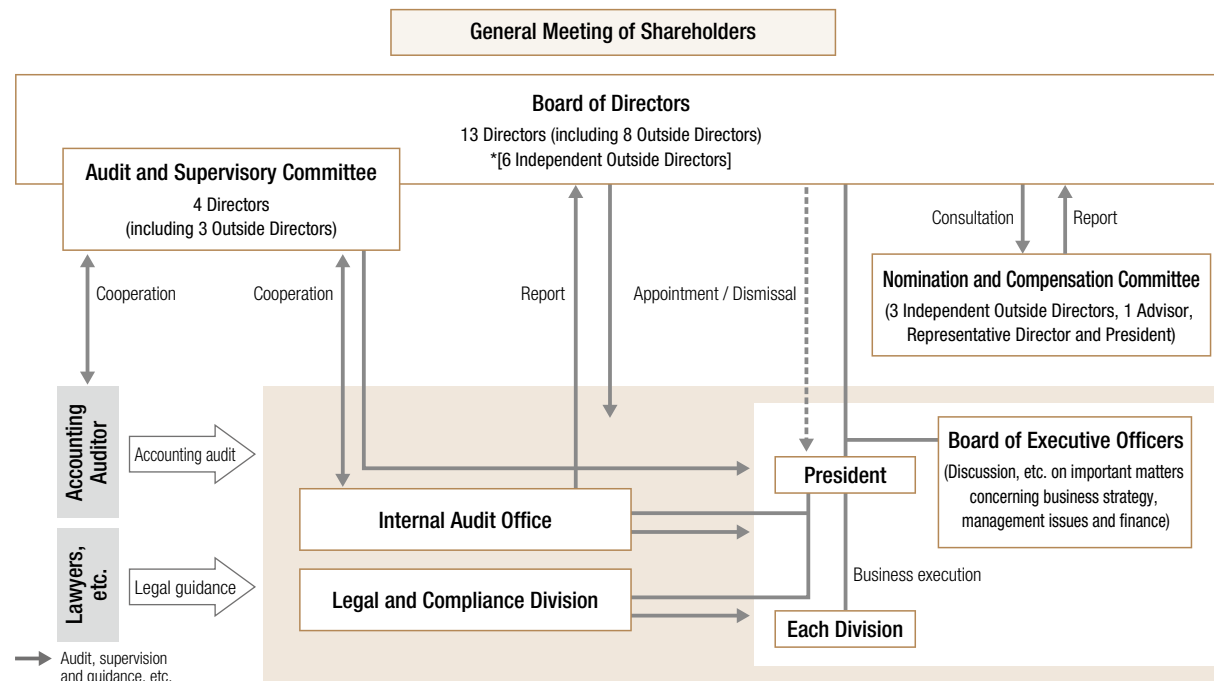 General Meeting of Shareholders
Board of Directors
13 Directors (including 8 Outside Directors)
*[6 Independent Outside Directors]
Audit and Supervisory Committee
4 Directors
(including 3 Outside Directors)
Consultation
Report
Nomination and Compensation Committee
(3 Independent Outside Directors, 1 Advisor,
Representative Director and President)
Cooperation
Cooperation
Report
Appointment / Dismissal
Accounting
Auditor
Accounting audit
Board of Executive Officers
(Discussion, etc. on important matters
concerning business strategy,
management issues and finance)
President
Internal Audit Office
Lawyers,
etc.
Legal guidance
Legal and Compliance Division
Business execution
Each Division
Audit, supervision
and guidance, etc.